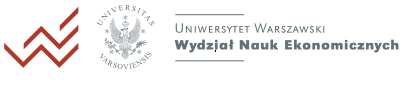 UNIVERSITAS
VARSOVIENSIS
UNIWERSYTET WARSZAWSKI
Wydział Nauk Ekonomicznych